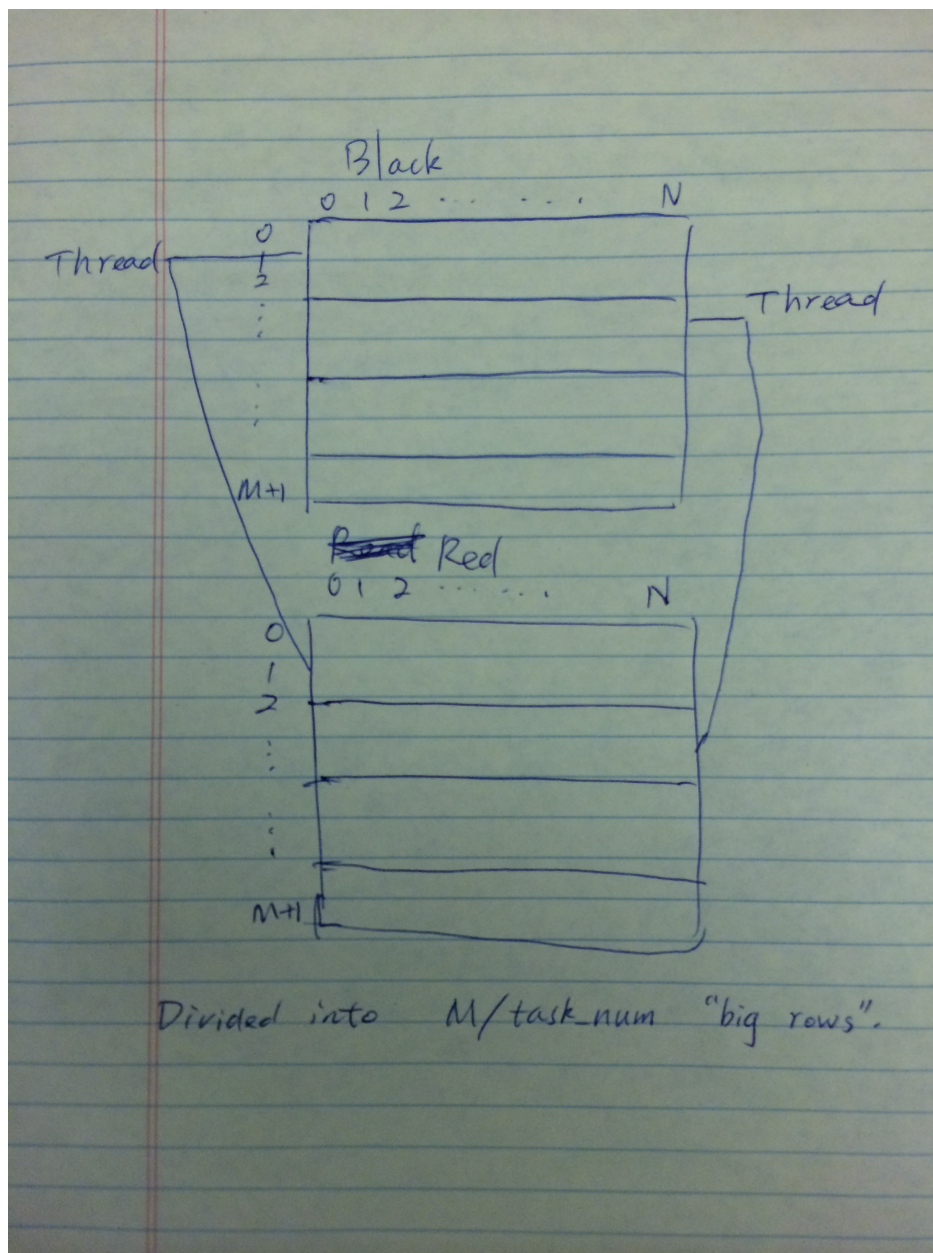 Black
0 1 2 ... ... N
0
Thread
1
2
Thread
M+1
Red
0 1 2 ...... N
0
1
2
M+1
Divided into M/task_num "big rows".